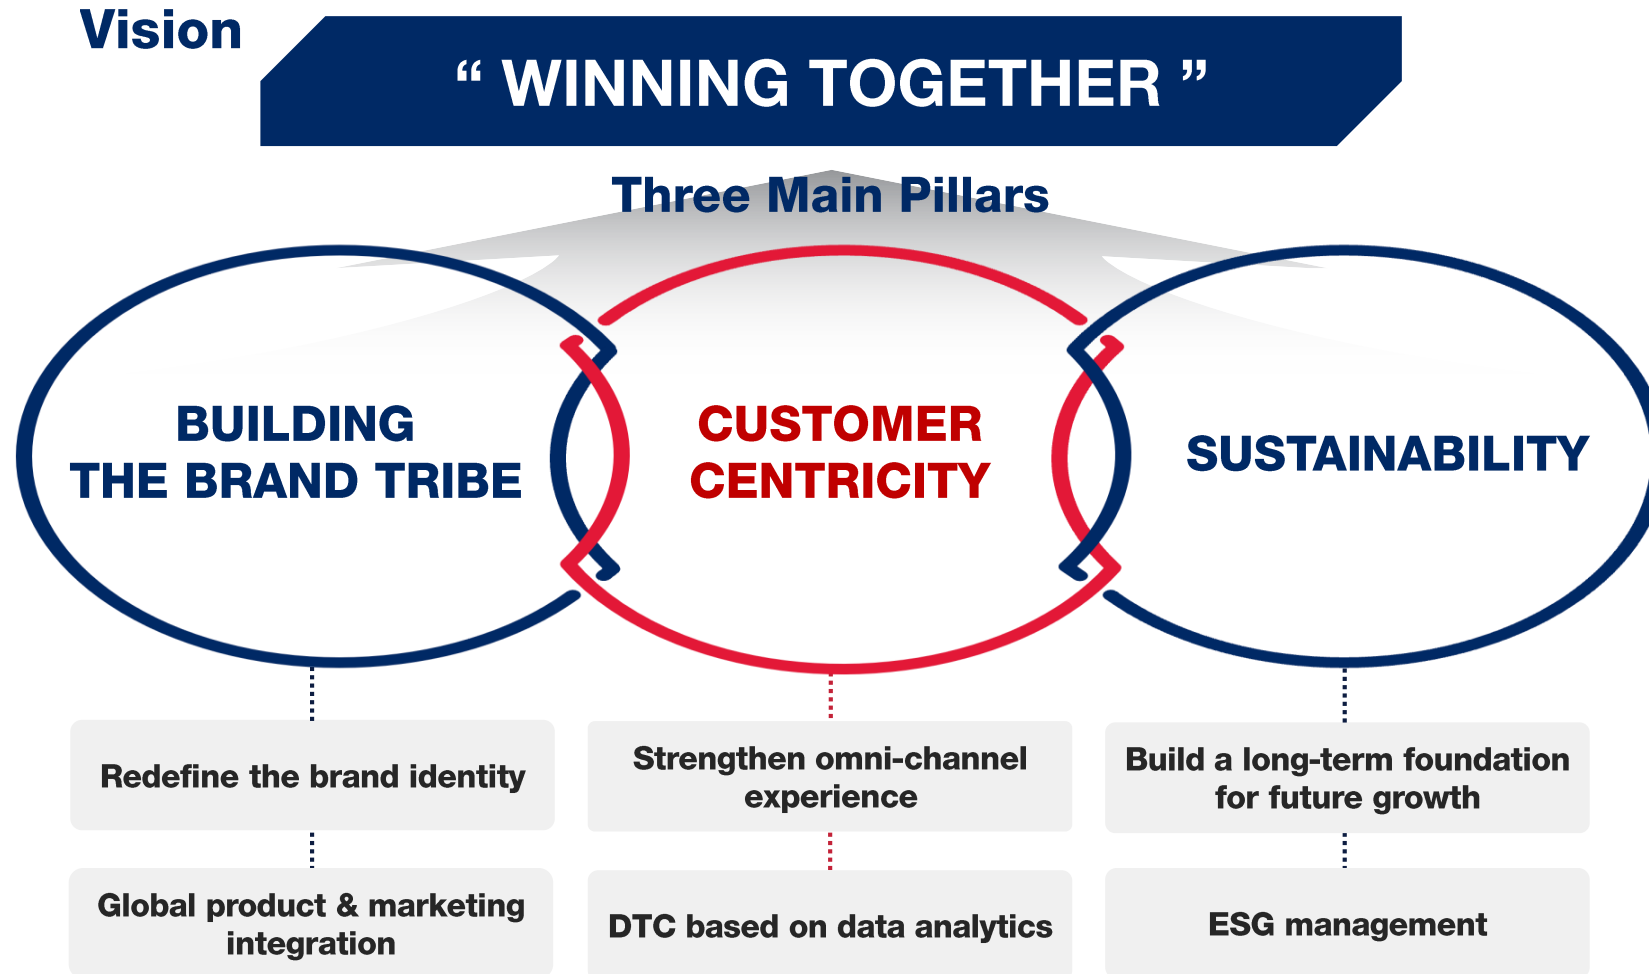 Vision
“ WINNING TOGETHER ”
Three Main Pillars
BUILDING
THE BRAND TRIBE
CUSTOMER
CENTRICITY
SUSTAINABILITY
Redefine the brand identity
Strengthen omni-channel
experience
Build a long-term foundation
for future growth
Global product & marketing
integration
DTC based on data analytics
ESG management